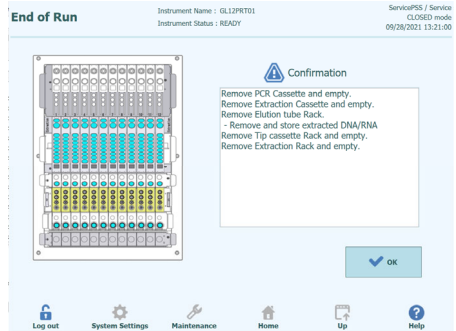 End of Run
Instrument Name : GL12PRT01
Instrument Status : READY
ServicePSS / Service
CLOSED mode
09/28/2021 13:21:00
Confirmation
Remove PCR Cassette and empty.
Remove Extraction Cassette and empty.
Remove Elution tube Rack.
- Remove and store extracted DNA/RNA
Remove Tip cassette Rack and empty.
Remove Extraction Rack and empty.
OK
Log out
System Settings
Maintenance
Home
Up
Help